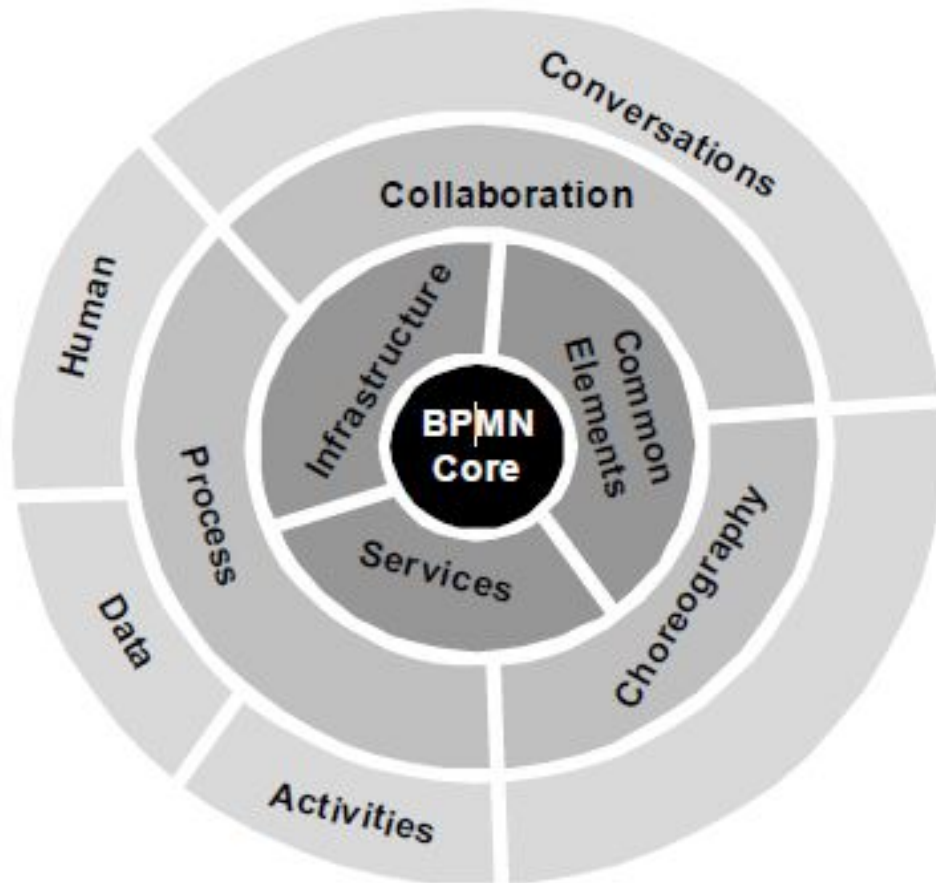 Conversations
Collaboration
Human
Infrastructure
Common
Elements
BPMN
Core
Process
Services
Choreography
Data
Activities